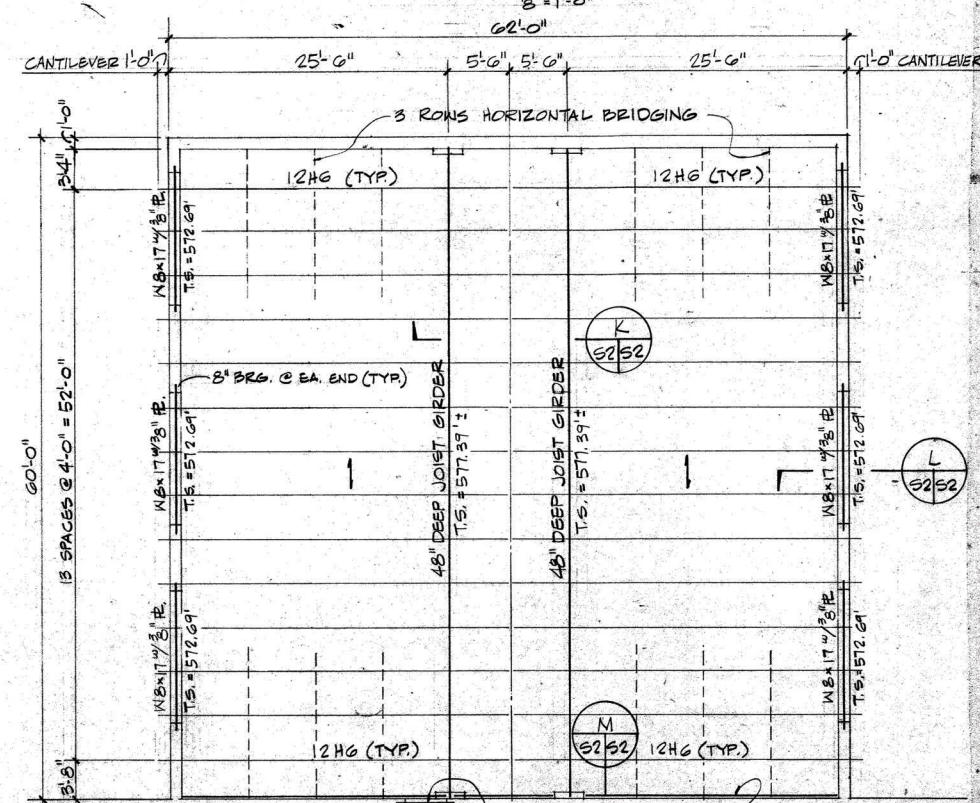 8" = 1'-0"
62'-0"
CANTILEVER 1'-0"
25'-6"
5'-6"
5'-6"
25'-6"
1'-0" CANTILEVER
1'-0"
3'-4"
3 ROWS HORIZONTAL BRIDGING
12H6 (TYP.)
12H6 (TYP.)
W8x17 w/3/8" PL.
T.S. = 572.69'
W8x17 w/3/8" PL.
T.S. = 572.69'
K
S2 S2
8" BRG. @ EA. END (TYP.)
60'-0"
13 SPACES @ 4'-0" = 52'-0"
W8x17 w/3/8" PL.
T.S. = 572.69'
48" DEEP JOIST GIRDER
T.S. = 577.39' ±
48" DEEP JOIST GIRDER
T.S. = 577.39' ±
W8x17 w/3/8" PL.
T.S. = 572.69'
L
S2 S2
W8x17 w/3/8" PL.
T.S. = 572.69'
W8x17 w/3/8" PL.
T.S. = 572.69'
M
S2 S2
12H6 (TYP.)
12H6 (TYP.)
3'-8"